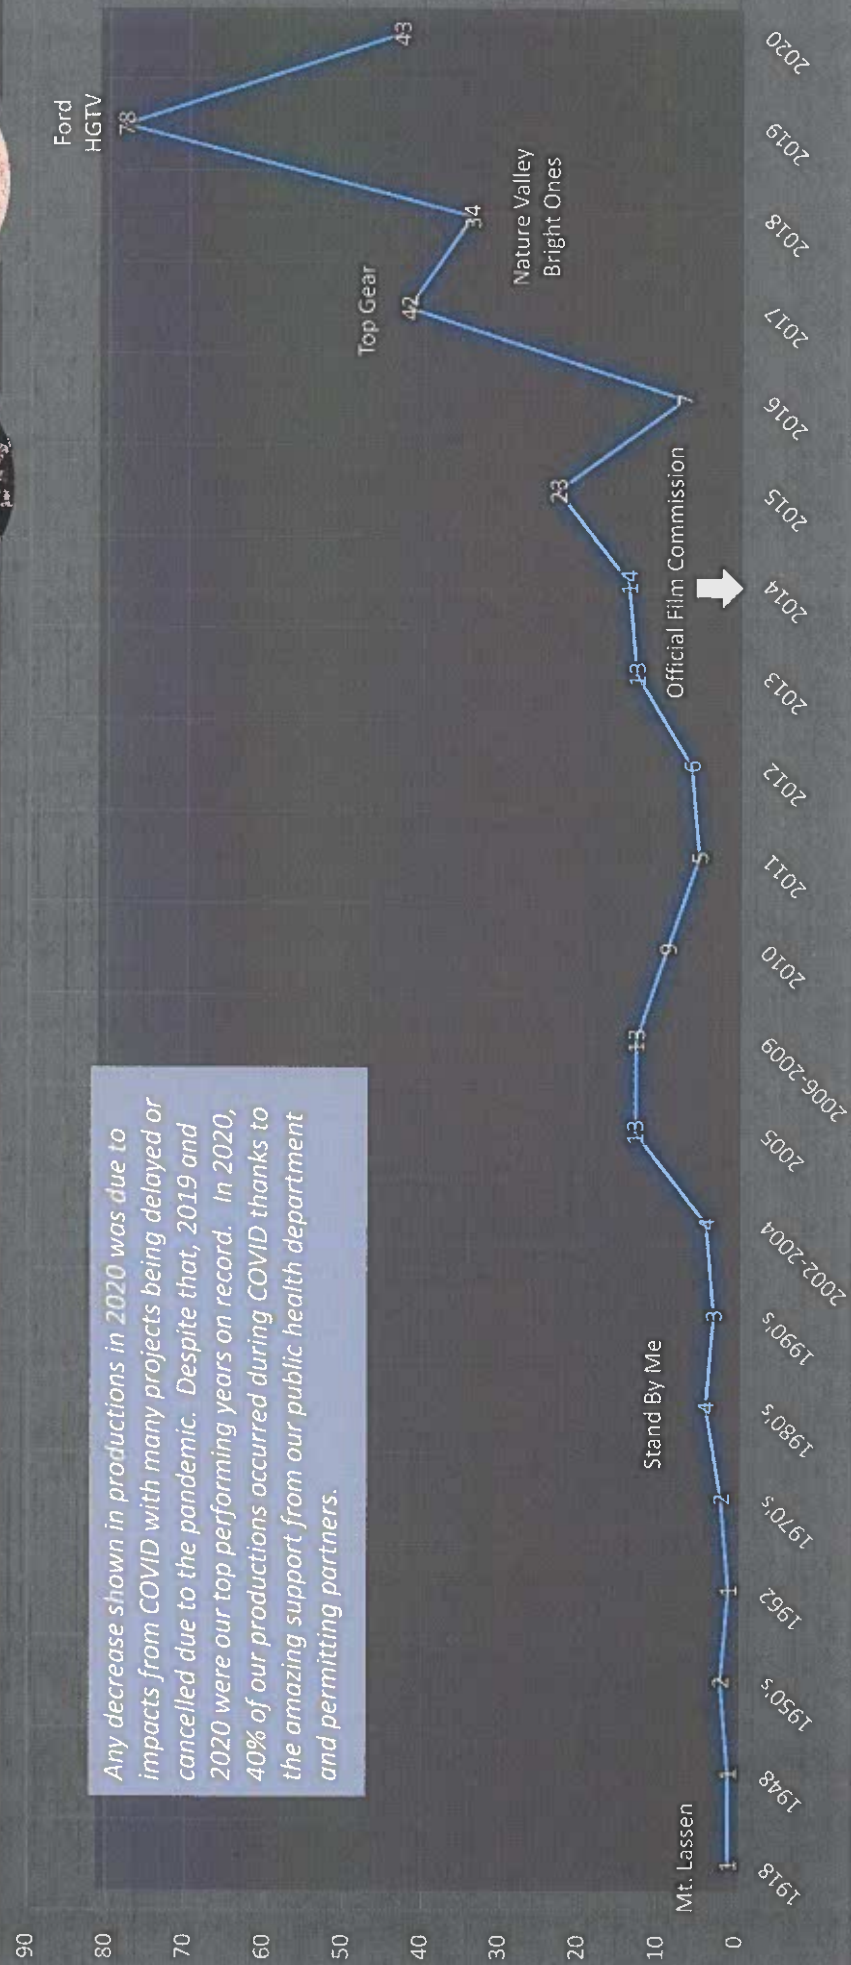 90
80
70
60
50
40
30
20
10
0
Any decrease shown in productions in 2020 was due to
impacts from COVID with many projects being delayed or
cancelled due to the pandemic. Despite that, 2019 and
2020 were our top performing years on record. In 2020,
40% of our productions occurred during COVID thanks to
the amazing support from our public health department
and permitting partners.
Mt. Lassen
Stand By Me
Official Film Commission
Top Gear
Nature Valley
Bright Ones
Ford
HGTV
1
1
2
1
2
4
3
4
13
13
9
5
6
13
14
23
7
42
34
78
43
1918
1948
1950's
1962
1970's
1980's
1990's
2002-2004
2005
2006-2009
2010
2011
2012
2013
2014
2015
2016
2017
2018
2019
2020